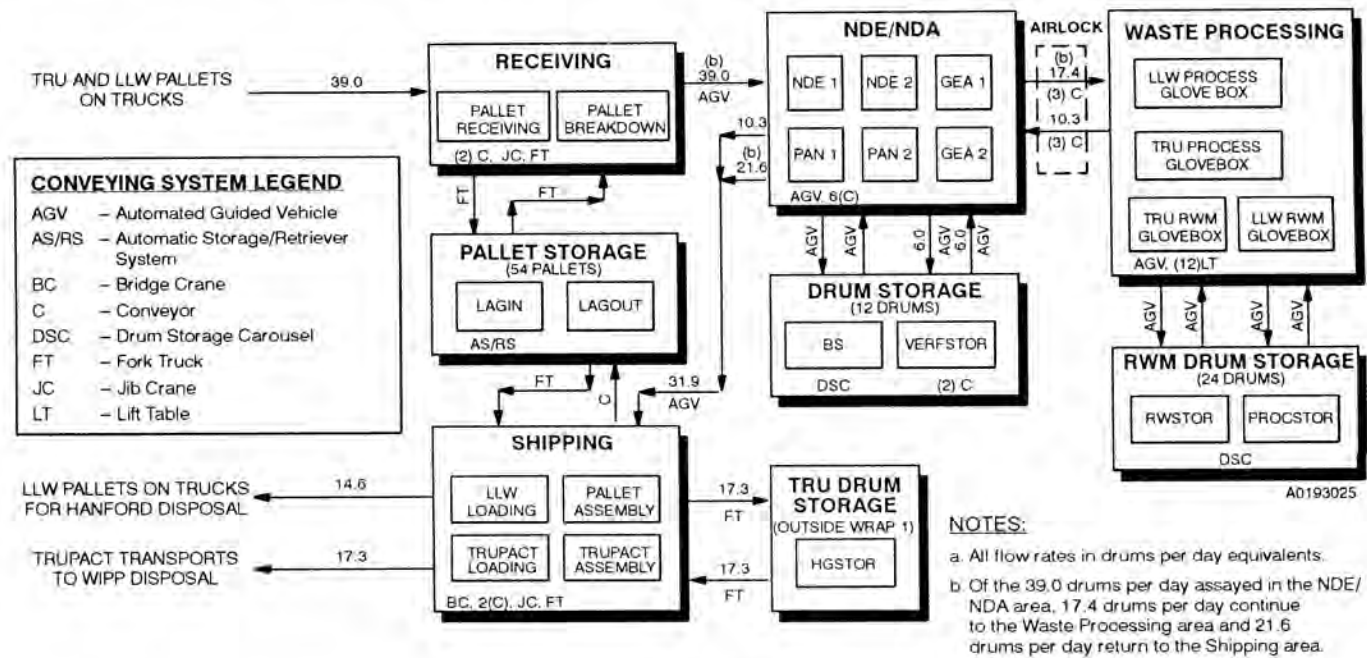 TRU AND LLW PALLETS
ON TRUCKS
39.0
RECEIVING
PALLET
RECEIVING
PALLET
BREAKDOWN
(2) C, JC, FT
(b)
39.0
AGV
NDE/NDA
NDE 1
NDE 2
GEA 1
PAN 1
PAN 2
GEA 2
AGV, 6(C)
10.3
(b)
21.6
AIRLOCK
(b)
17.4
(3) C
10.3
(3) C
WASTE PROCESSING
LLW PROCESS
GLOVE BOX
TRU PROCESS
GLOVEBOX
TRU RWM
GLOVEBOX
LLW RWM
GLOVEBOX
AGV, (12)LT
CONVEYING SYSTEM LEGEND
AGV – Automated Guided Vehicle
AS/RS – Automatic Storage/Retriever
System
BC – Bridge Crane
C – Conveyor
DSC – Drum Storage Carousel
FT – Fork Truck
JC – Jib Crane
LT – Lift Table
FT
FT
PALLET STORAGE
(54 PALLETS)
LAGIN
LAGOUT
AS/RS
FT
C
31.9
AGV
AGV
AGV
6.0
AGV
6.0
AGV
DRUM STORAGE
(12 DRUMS)
BS
VERFSTOR
DSC
(2) C
AGV
AGV
AGV
AGV
RWM DRUM STORAGE
(24 DRUMS)
RWSTOR
PROCSTOR
DSC
A0193025
SHIPPING
LLW
LOADING
PALLET
ASSEMBLY
TRUPACT
LOADING
TRUPACT
ASSEMBLY
BC, 2(C), JC, FT
LLW PALLETS ON TRUCKS
FOR HANFORD DISPOSAL
14.6
TRUPACT TRANSPORTS
TO WIPP DISPOSAL
17.3
17.3
FT
17.3
FT
TRU DRUM
STORAGE
(OUTSIDE WRAP 1)
HGSTOR
NOTES:
a. All flow rates in drums per day equivalents.
b. Of the 39.0 drums per day assayed in the NDE/
NDA area, 17.4 drums per day continue
to the Waste Processing area and 21.6
drums per day return to the Shipping area.